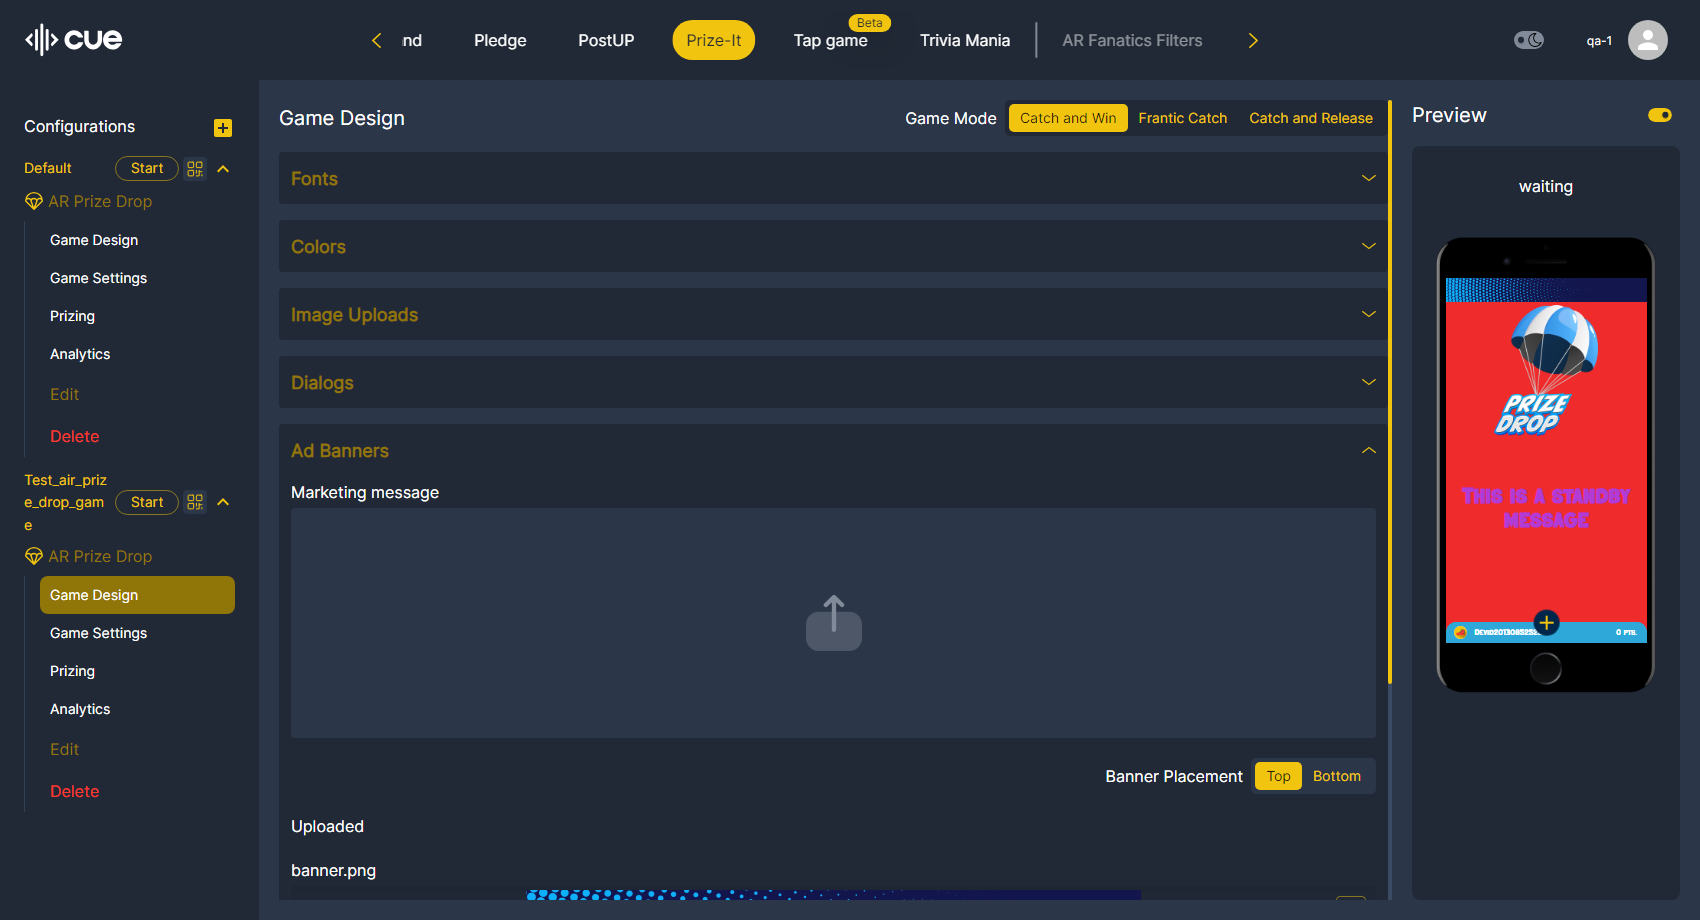 cue
nd
Pledge
PostUP
Prize-It
Beta
Tap game
Trivia Mania
AR Fanatics Filters
qa-1
Configurations
Default
Start
AR Prize Drop
Game Design
Game Settings
Prizing
Analytics
Edit
Delete
Test_air_priz
e_drop_gam
e
Start
AR Prize Drop
Game Design
Game Settings
Prizing
Analytics
Edit
Delete
Game Design
Game Mode
Catch and Win
Frantic Catch
Catch and Release
Fonts
Colors
Image Uploads
Dialogs
Ad Banners
Marketing message
Banner Placement
Top
Bottom
Uploaded
banner.png
Preview
waiting
PRIZE
DROP
THIS IS A STANDBY
MESSAGE
0 PTS.